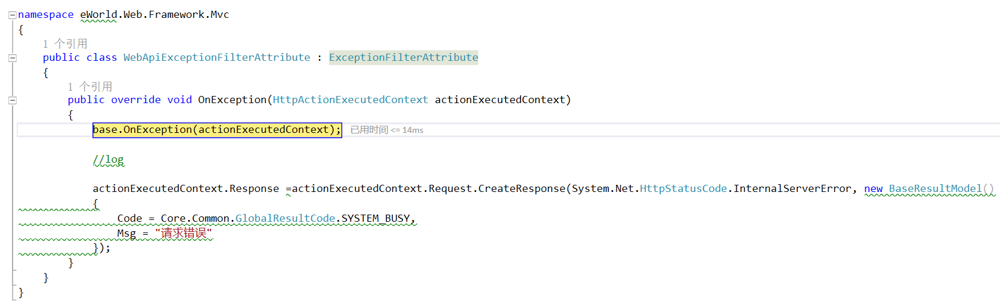 namespace eWorld.Web.Framework.Mvc
{
1 个引用
public class WebApiExceptionFilterAttribute : ExceptionFilterAttribute
{
1 个引用
public override void OnException(HttpActionExecutedContext actionExecutedContext)
{
base.OnException(actionExecutedContext); 已用时间 <= 14ms
//log
actionExecutedContext.Response =actionExecutedContext.Request.CreateResponse(System.Net.HttpStatusCode.InternalServerError, new BaseResultModel()
{
Code = Core.Common.GlobalResultCode.SYSTEM_BUSY,
Msg = "请求错误"
});
}
}
}